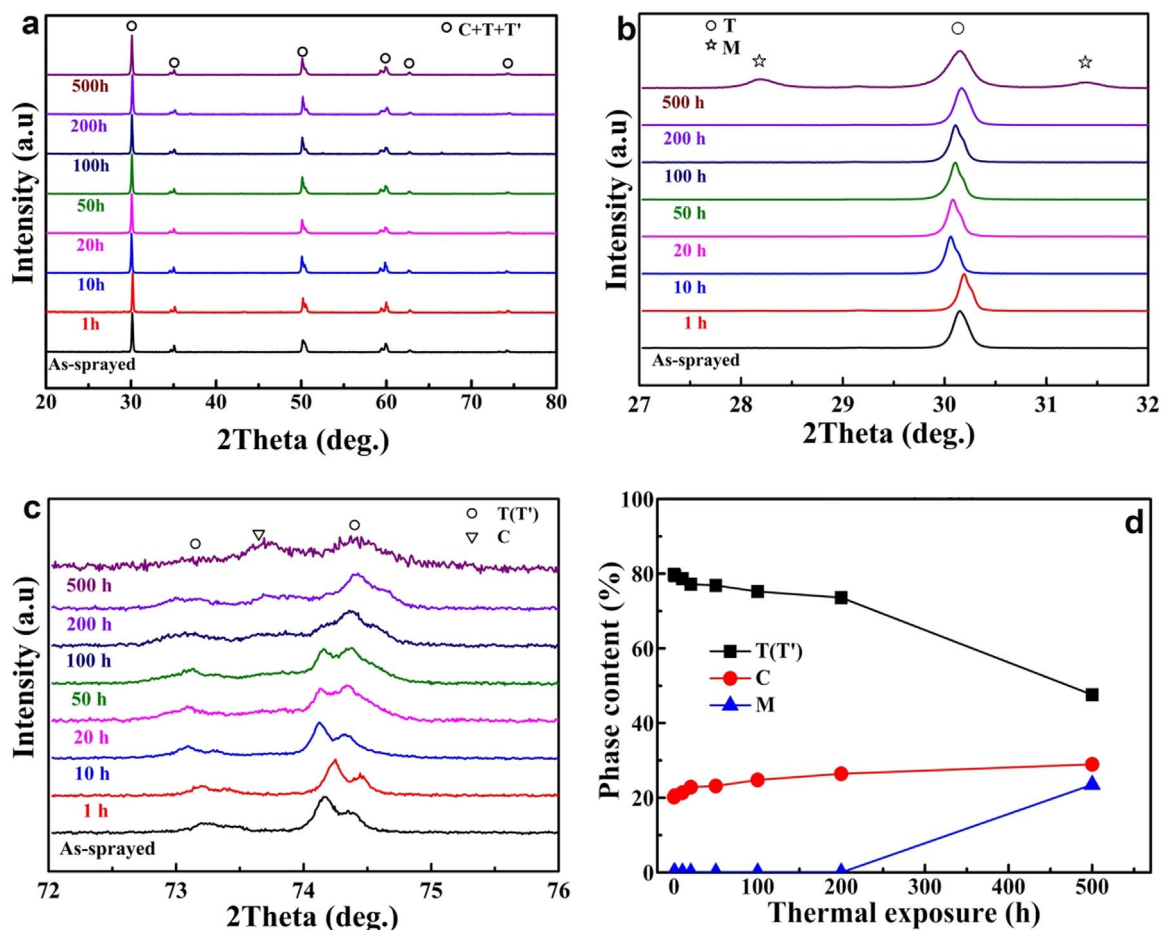 a
C+T+T'
500h
200h
100h
50h
20h
10h
1h
As-sprayed
Intensity (a.u)
20 30 40 50 60 70 80
2Theta (deg.)
b
T
M
500 h
200 h
100 h
50 h
20 h
10 h
1 h
As-sprayed
Intensity (a.u)
27 28 29 30 31 32
2Theta (deg.)
c
T(T')
C
500 h
200 h
100 h
50 h
20 h
10 h
1 h
As-sprayed
Intensity (a.u)
72 73 74 75 76
2Theta (deg.)
d
100
80
60
40
20
0
T(T')
C
M
Phase content (%)
0 100 200 300 400 500
Thermal exposure (h)